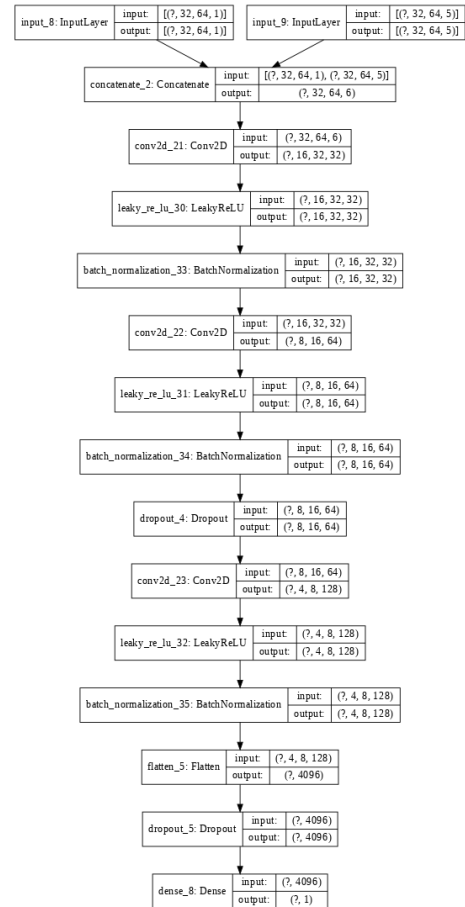 input_8: InputLayer input: [(?, 32, 64, 1)]
output: [(?, 32, 64, 1)]
input_9: InputLayer input: [(?, 32, 64, 5)]
output: [(?, 32, 64, 5)]
concatenate_2: Concatenate input: [(?, 32, 64, 1), (?, 32, 64, 5)]
output: (?, 32, 64, 6)
conv2d_21: Conv2D input: (?, 32, 64, 6)
output: (?, 16, 32, 32)
leaky_re_lu_30: LeakyReLU input: (?, 16, 32, 32)
output: (?, 16, 32, 32)
batch_normalization_33: BatchNormalization input: (?, 16, 32, 32)
output: (?, 16, 32, 32)
conv2d_22: Conv2D input: (?, 16, 32, 32)
output: (?, 8, 16, 64)
leaky_re_lu_31: LeakyReLU input: (?, 8, 16, 64)
output: (?, 8, 16, 64)
batch_normalization_34: BatchNormalization input: (?, 8, 16, 64)
output: (?, 8, 16, 64)
dropout_4: Dropout input: (?, 8, 16, 64)
output: (?, 8, 16, 64)
conv2d_23: Conv2D input: (?, 8, 16, 64)
output: (?, 4, 8, 128)
leaky_re_lu_32: LeakyReLU input: (?, 4, 8, 128)
output: (?, 4, 8, 128)
batch_normalization_35: BatchNormalization input: (?, 4, 8, 128)
output: (?, 4, 8, 128)
flatten_5: Flatten input: (?, 4, 8, 128)
output: (?, 4096)
dropout_5: Dropout input: (?, 4096)
output: (?, 4096)
dense_8: Dense input: (?, 4096)
output: (?, 1)